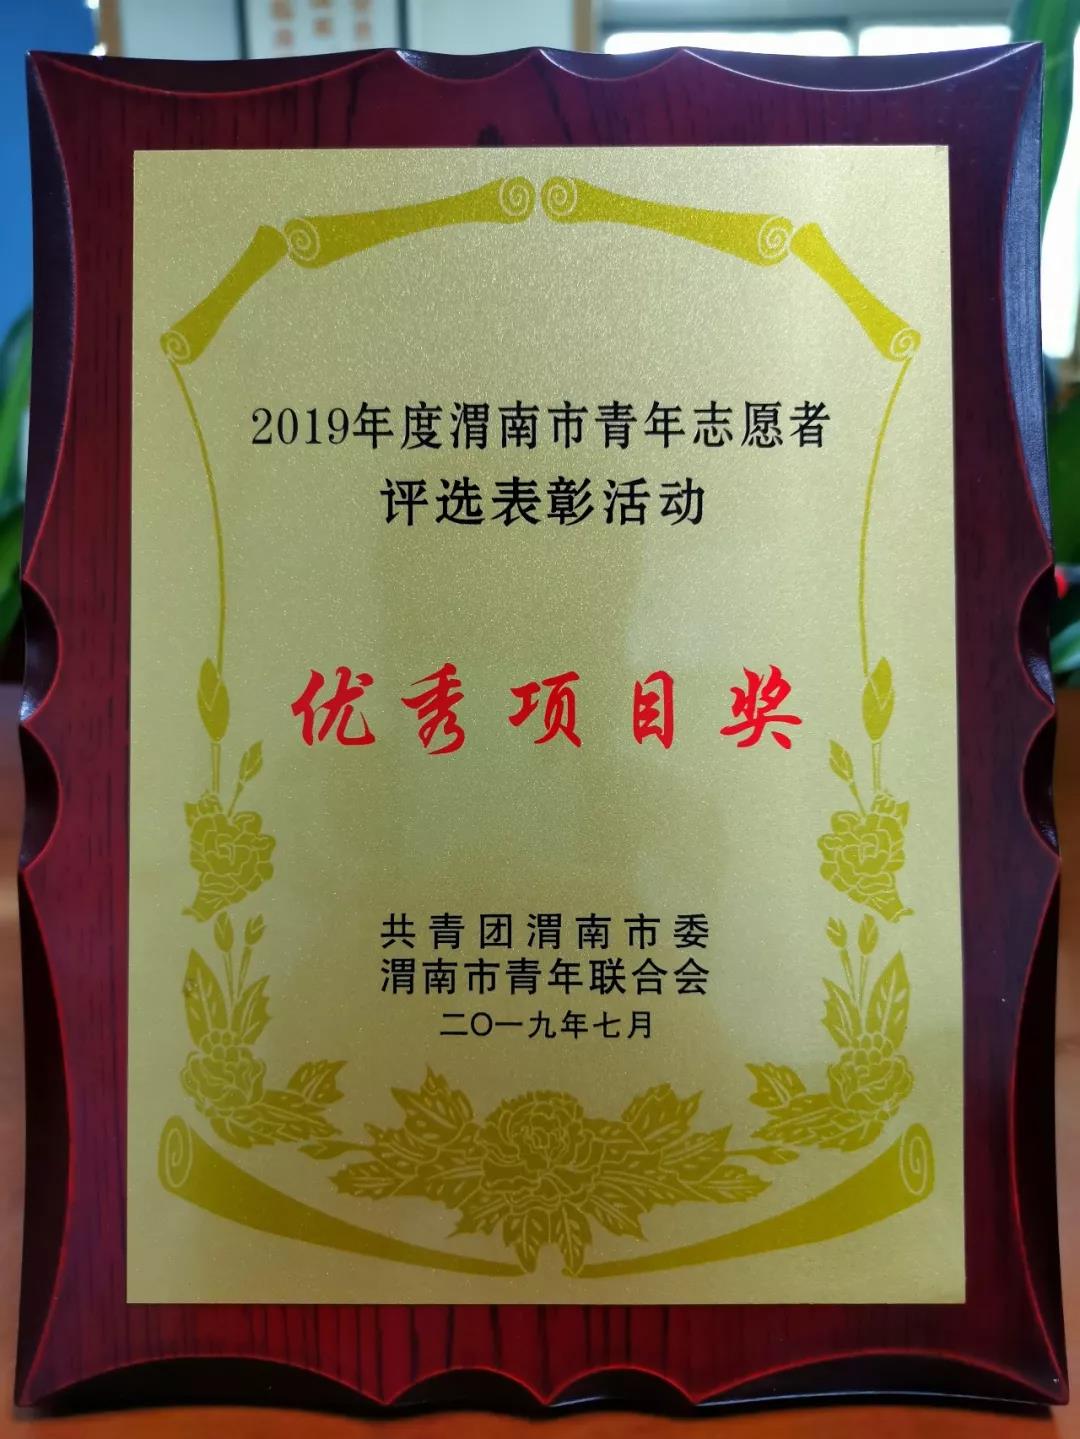 2019年度渭南市青年志愿者
评选表彰活动
优秀项目奖
共青团渭南市委
渭南市青年联合会
二〇一九年七月